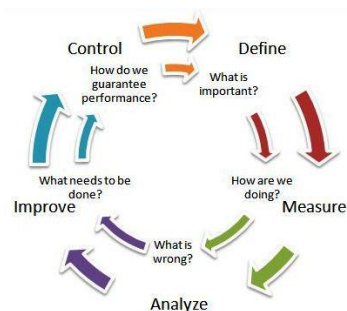 Control
Define
How do we
guarantee
performance?
What is
important?
What needs to be
done?
How are we
doing?
Improve
Measure
What is
wrong?
Analyze